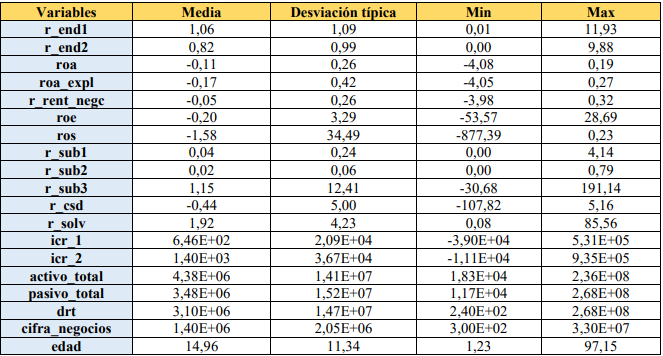 Variables Media Desviación típica Min Max
r_end1 1,06 1,09 0,01 11,93
r_end2 0,82 0,99 0,00 9,88
roa -0,11 0,26 -4,08 0,19
roa_expl -0,17 0,42 -4,05 0,27
r_rent_negc -0,05 0,26 -3,98 0,32
roe -0,20 3,29 -53,57 28,69
ros -1,58 34,49 -877,39 0,23
r_sub1 0,04 0,24 0,00 4,14
r_sub2 0,02 0,06 0,00 0,79
r_sub3 1,15 12,41 -30,68 191,14
r_csd -0,44 5,00 -107,82 5,16
r_solv 1,92 4,23 0,08 85,56
icr_1 6,46E+02 2,09E+04 -3,90E+04 5,31E+05
icr_2 1,40E+03 3,67E+04 -1,11E+04 9,35E+05
activo_total 4,38E+06 1,41E+07 1,83E+04 2,36E+08
pasivo_total 3,48E+06 1,52E+07 1,17E+04 2,68E+08
drt 3,10E+06 1,47E+07 2,40E+02 2,68E+08
cifra_negocios 1,40E+06 2,05E+06 3,00E+02 3,30E+07
edad 14,96 11,34 1,23 97,15